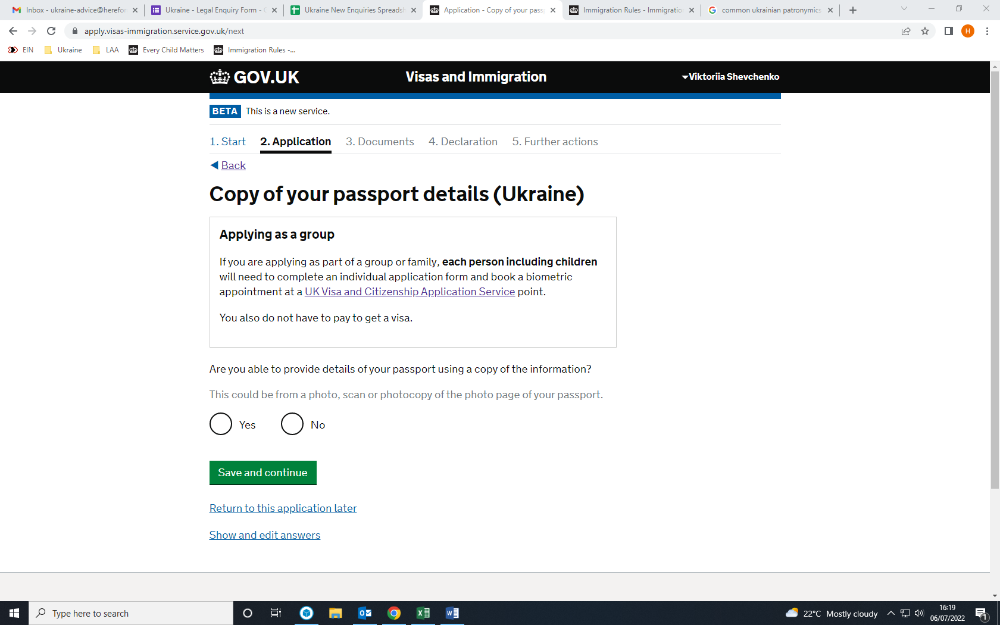 Inbox - ukraine-advice@herefor
Ukraine - Legal Enquiry Form -
Ukraine New Enquiries Spreadsh
Application - Copy of your pass
Immigration Rules - Immigratio
common ukrainian patronymics
apply.visas-immigration.service.gov.uk/next
H
EIN
Ukraine
LAA
Every Child Matters
Immigration Rules -...
GOV.UK
Visas and Immigration
Viktoriia Shevchenko
BETA This is a new service.
1. Start 2. Application 3. Documents 4. Declaration 5. Further actions
Back
Copy of your passport details (Ukraine)
Applying as a group
If you are applying as part of a group or family, each person including children
will need to complete an individual application form and book a biometric
appointment at a UK Visa and Citizenship Application Service point.
You also do not have to pay to get a visa.
Are you able to provide details of your passport using a copy of the information?
This could be from a photo, scan or photocopy of the photo page of your passport.
Yes No
Save and continue
Return to this application later
Show and edit answers
Type here to search
22°C Mostly cloudy
16:19
06/07/2022
1